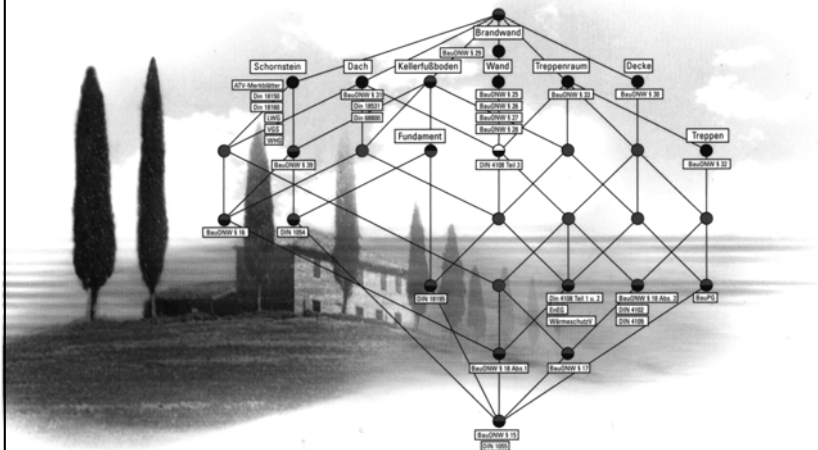 Brandwand
BauONW § 29
Schornstein
Dach
Kellerfußboden
Wand
Treppenraum
Decke
ATV-Merkblätter
Din 18150
Din 18160
LWG
VGS
WHG
BauONW § 31
Din 18531
Din 68800
BauONW § 25
BauONW § 26
BauONW § 27
BauONW § 28
BauONW § 33
BauONW § 30
Fundament
Treppen
BauONW § 39
DIN 4108 Teil 3
BauONW § 32
BauONW § 16
DIN 1054
DIN 18195
Din 4108 Teil 1 u. 2
EnEG
WärmeschutzV
BauONW § 18 Abs. 2
DIN 4102
DIN 4109
BauPG
BauONW § 18 Abs.1
BauONW § 17
BauONW § 15
DIN 1055